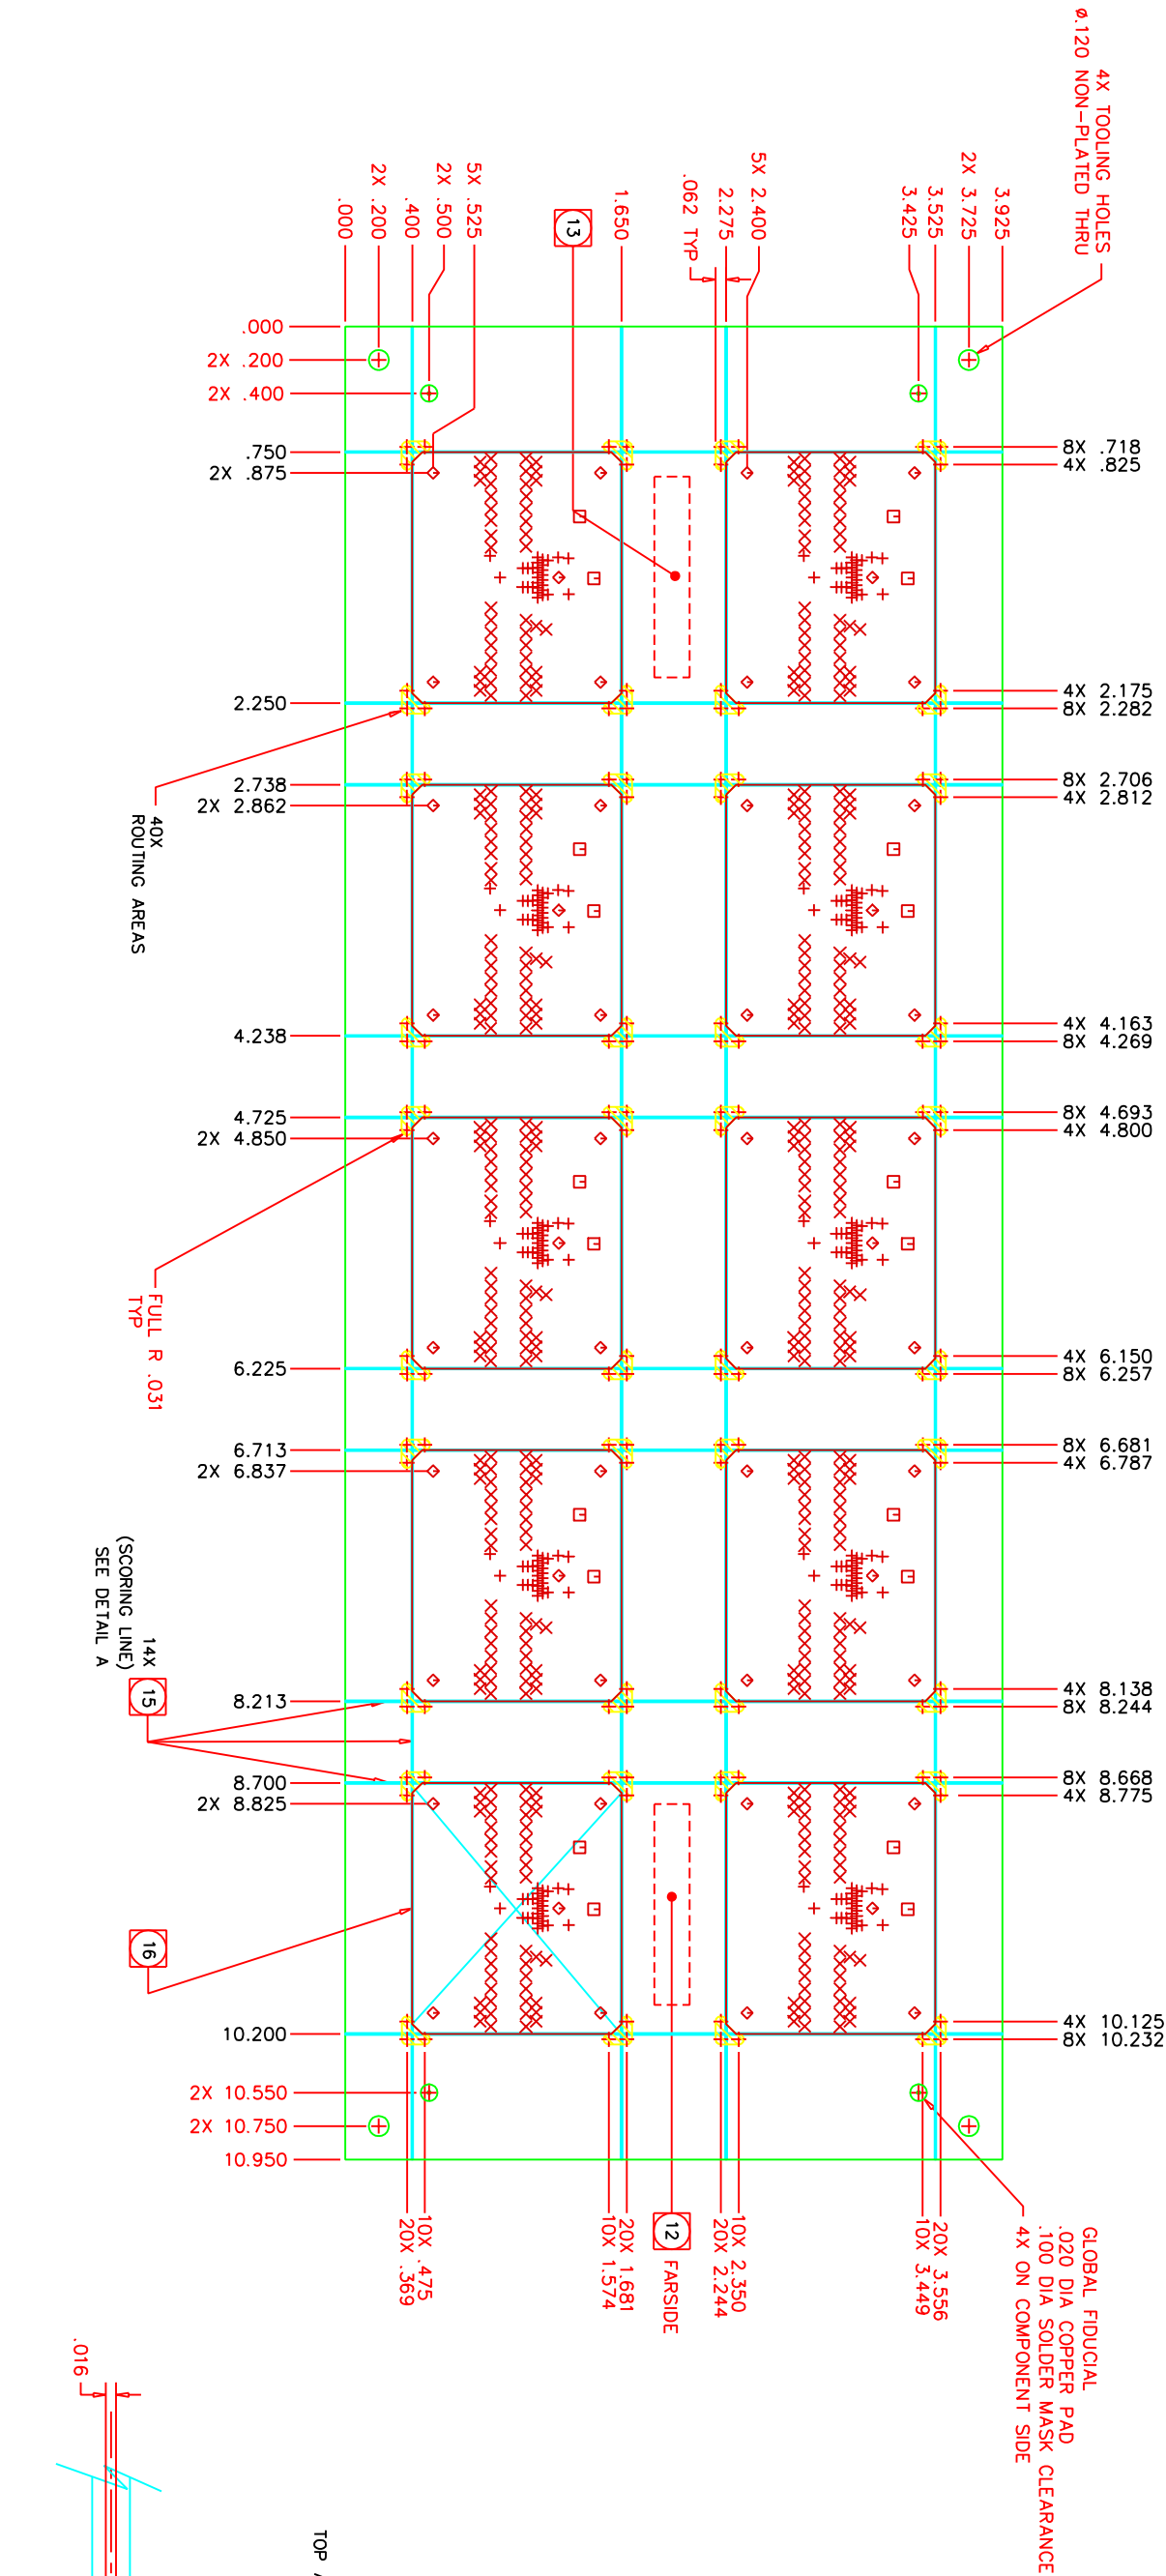 4X TOOLING HOLES
ø.120 NON-PLATED THRU
3.925
2X 3.725
3.525
3.425
5X 2.400
2.275
.062 TYP
1.650
13
5X .525
2X .500
.400
2X .200
.000
.000
2X .200
2X .400
.750
2X .875
2.250
2.738
2X 2.862
4.238
4.725
2X 4.850
6.225
6.713
2X 6.837
8.213
8.700
2X 8.825
10.200
2X 10.550
2X 10.750
10.950
8X .718
4X .825
4X 2.175
8X 2.282
8X 2.706
4X 2.812
4X 4.163
8X 4.269
8X 4.693
4X 4.800
4X 6.150
8X 6.257
8X 6.681
4X 6.787
4X 8.138
8X 8.244
8X 8.668
4X 8.775
4X 10.125
8X 10.232
40X
ROUTING AREAS
FULL R .031
TYP
14X
(SCORING LINE)
SEE DETAIL A
15
16
20X 3.556
10X 3.449
10X 2.350
20X 2.244
12 FARSIDE
20X 1.681
10X 1.574
10X .475
20X .369
GLOBAL FIDUCIAL
.020 DIA COPPER PAD
.100 DIA SOLDER MASK CLEARANCE
4X ON COMPONENT SIDE
.016
TOP